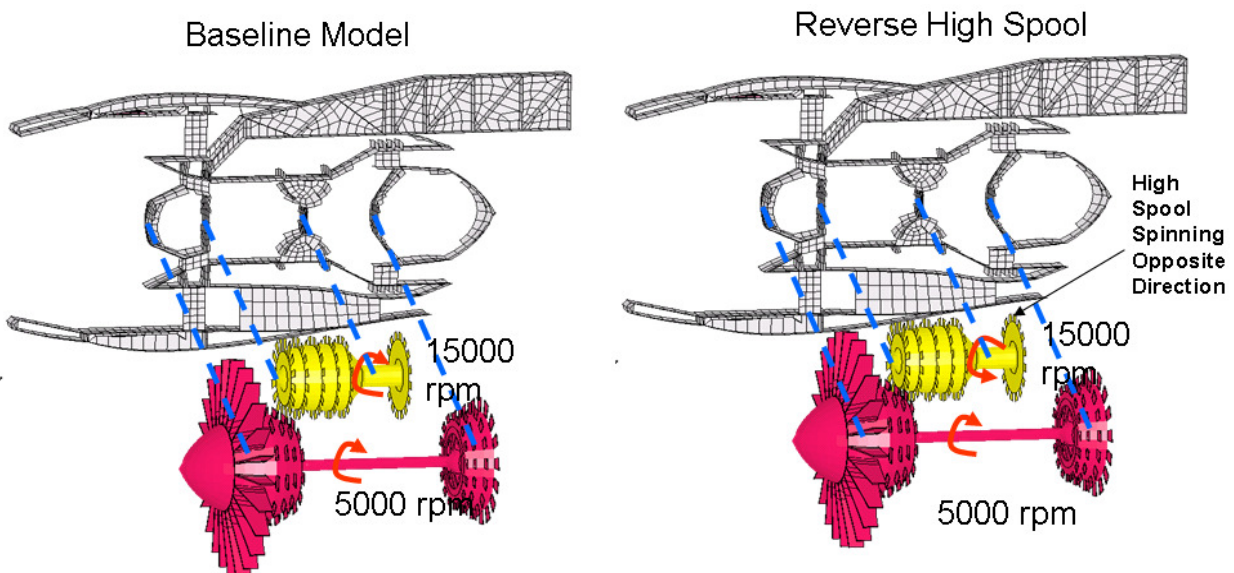 Baseline Model
15000
rpm
5000 rpm
Reverse High Spool
High
Spool
Spinning
Opposite
Direction
15000
rpm
5000 rpm